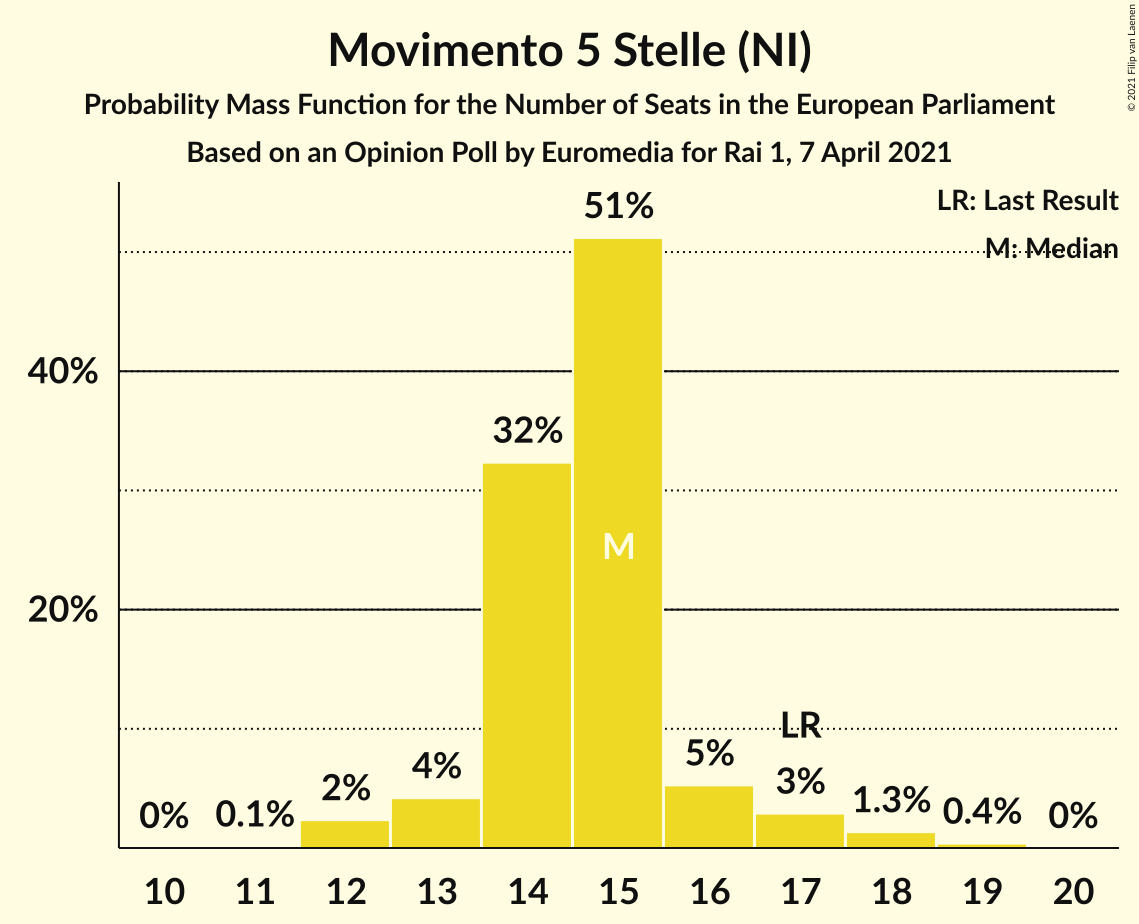 Movimento 5 Stelle (NI)
Probability Mass Function for the Number of Seats in the European Parliament
Based on an Opinion Poll by Euromedia for Rai 1, 7 April 2021
© 2021 Filip van Laenen
LR: Last Result
M: Median
40%
20%
0%
0.1%
2%
4%
32%
51%
M
5%
LR
3%
1.3%
0.4%
0%
10 11 12 13 14 15 16 17 18 19 20